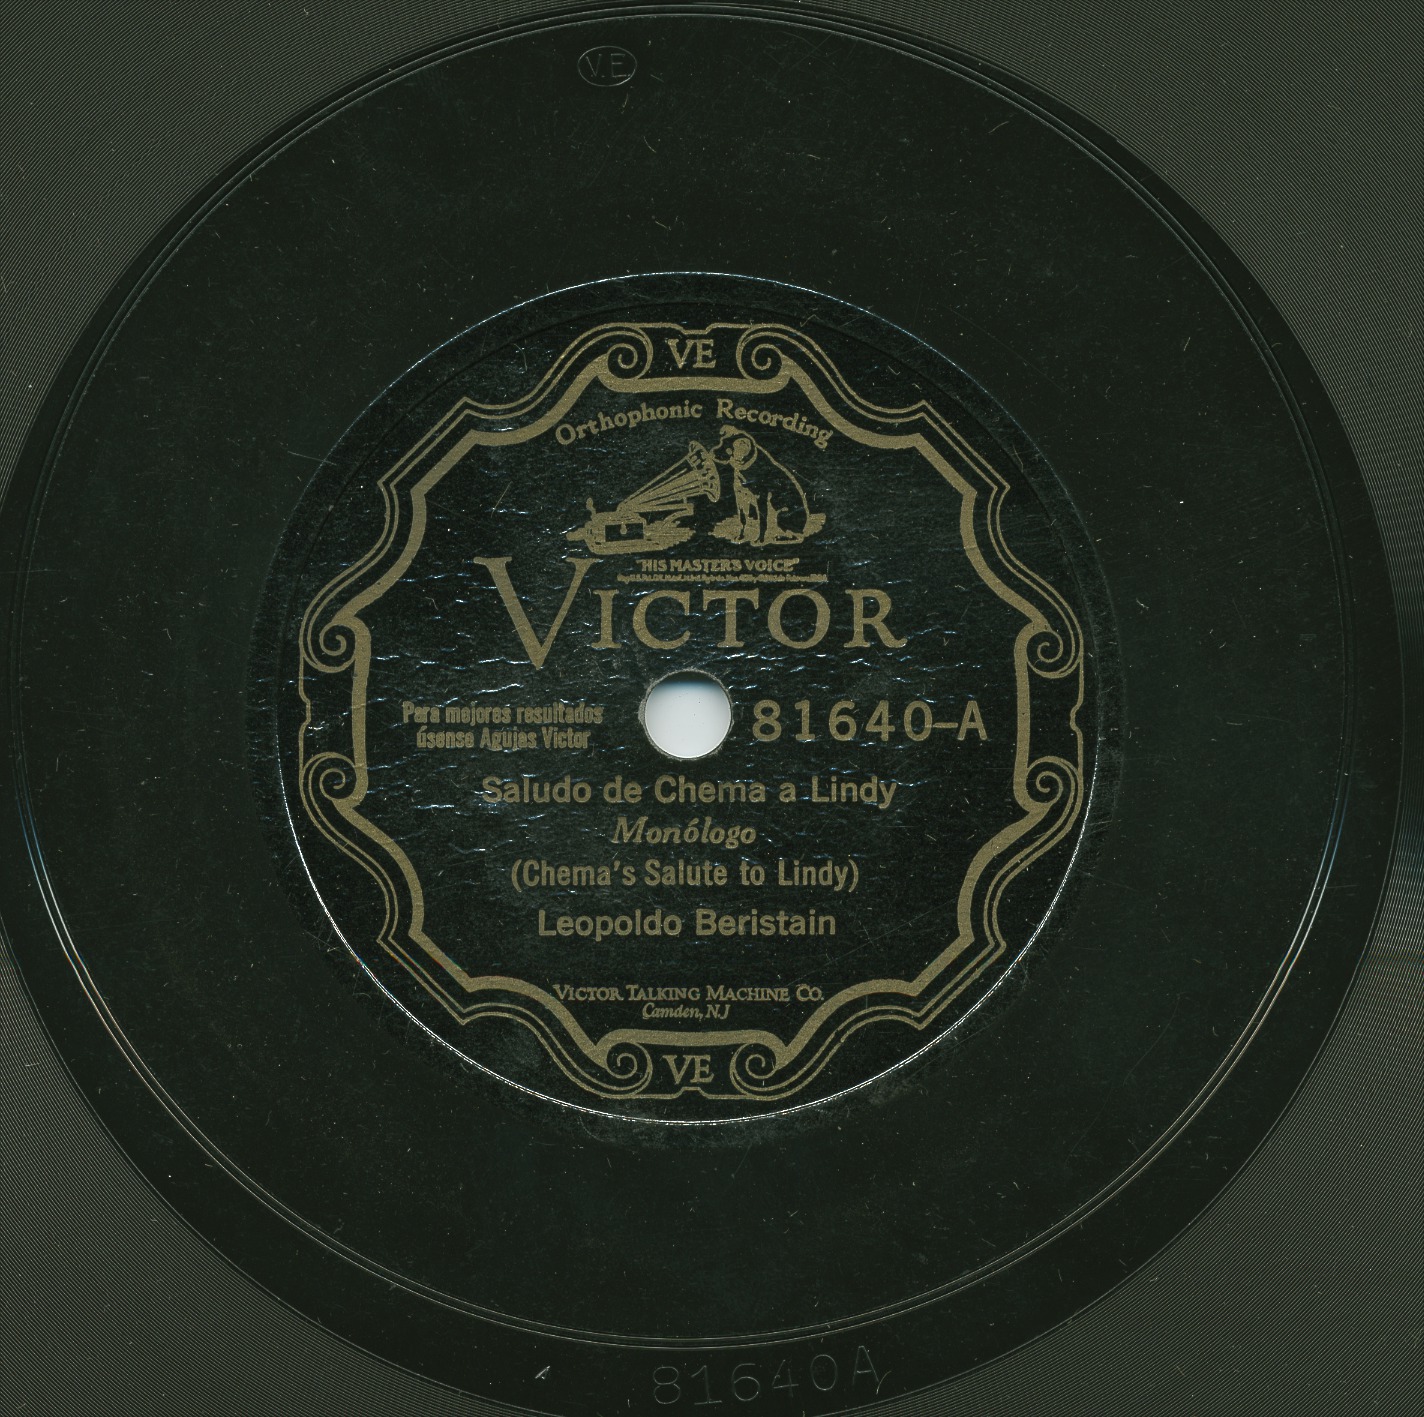 V.E.
VE
Orthophonic Recording
"HIS MASTER'S VOICE"
VICTOR
Para mejores resultados
úsense Agujas Victor
81640-A
Saludo de Chema a Lindy
Monólogo
(Chema's Salute to Lindy)
Leopoldo Beristain
VICTOR TALKING MACHINE CO.
Camden, N.J
VE
81640A